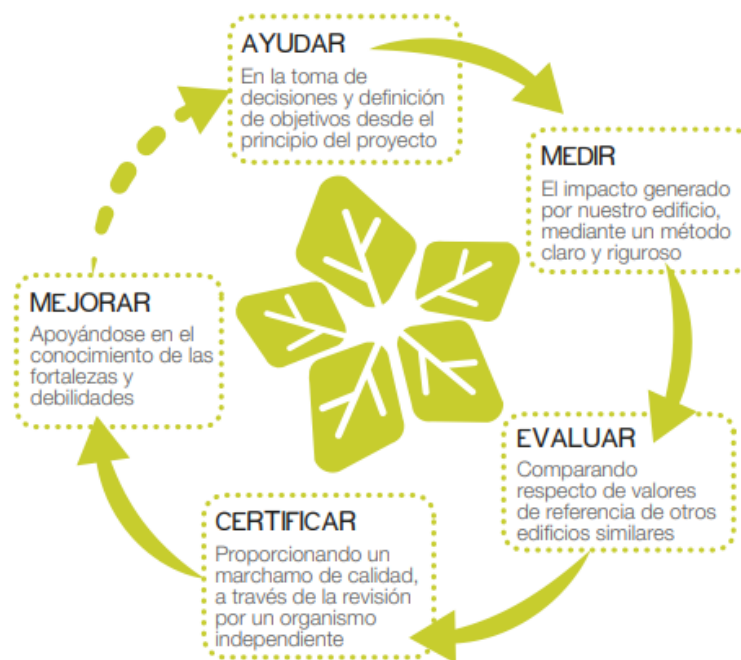 AYUDAR
En la toma de
decisiones y definición
de objetivos desde el
principio del proyecto
MEDIR
El impacto generado
por nuestro edificio,
mediante un método
claro y riguroso
EVALUAR
Comparando
respecto de valores
de referencia de otros
edificios similares
CERTIFICAR
Proporcionando un
marchamo de calidad,
a través de la revisión
por un organismo
independiente
MEJORAR
Apoyándose en el
conocimiento de las
fortalezas y
debilidades